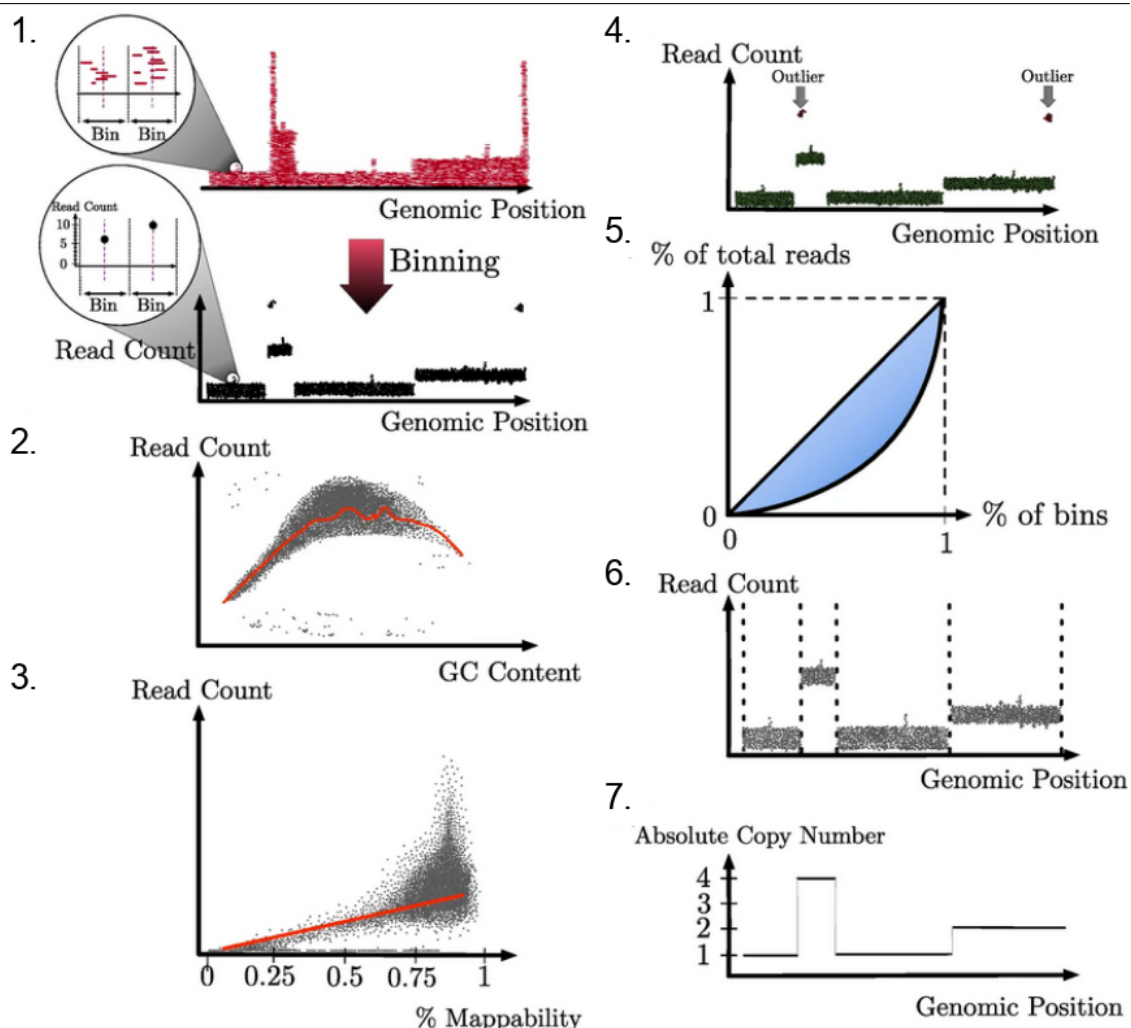 1.
Bin
Bin
Read Count
10
5
0
Bin
Bin
Genomic Position
Binning
Read Count
Genomic Position
2.
Read Count
GC Content
3.
Read Count
0
0.25
0.5
0.75
1
% Mappability
4.
Read Count
Outlier
Outlier
Genomic Position
5.
% of total reads
1
0
0
1
% of bins
6.
Read Count
Genomic Position
7.
Absolute Copy Number
4
3
2
1
Genomic Position